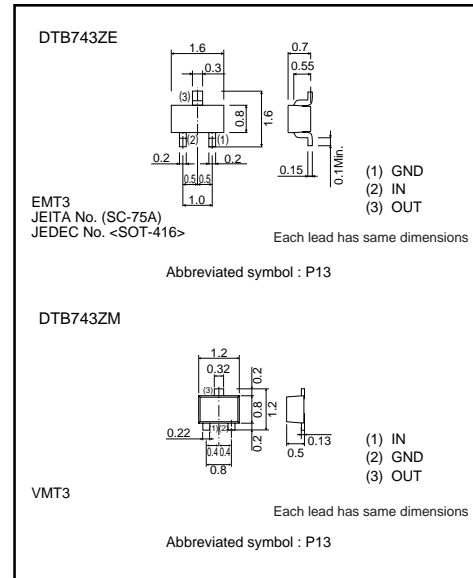 DTB743ZE
1.6
0.3
(3)
0.8
1.6
(2)
(1)
0.2
0.2
0.5
0.5
1.0
0.7
0.55
0.15
0.1Min.
(1) GND
(2) IN
(3) OUT
EMT3
JEITA No. (SC-75A)
JEDEC No. <SOT-416>
Each lead has same dimensions
Abbreviated symbol : P13
DTB743ZM
1.2
0.32
(3)
0.2
0.8
1.2
0.2
0.22
(1)
(2)
0.4
0.4
0.8
0.13
0.5
(1) IN
(2) GND
(3) OUT
VMT3
Each lead has same dimensions
Abbreviated symbol : P13